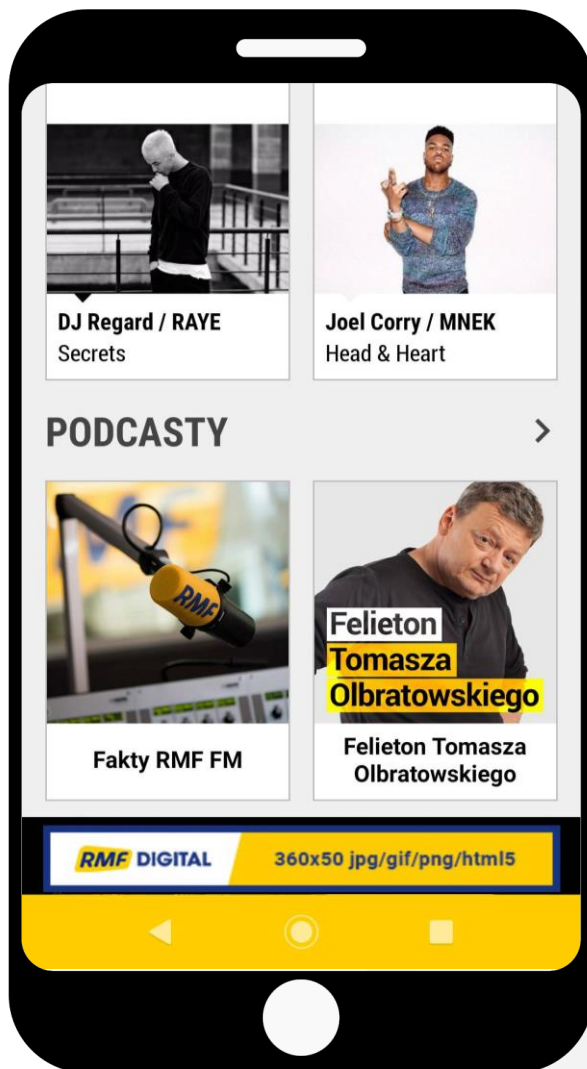 DJ Regard / RAYE
Secrets
Joel Corry / MNEK
Head & Heart
PODCASTY
RMF
Felieton
Tomasza
Olbratowskiego
Fakty RMF FM
Felieton Tomasza
Olbratowskiego
RMF DIGITAL
360x50 jpg/gif/png/html5